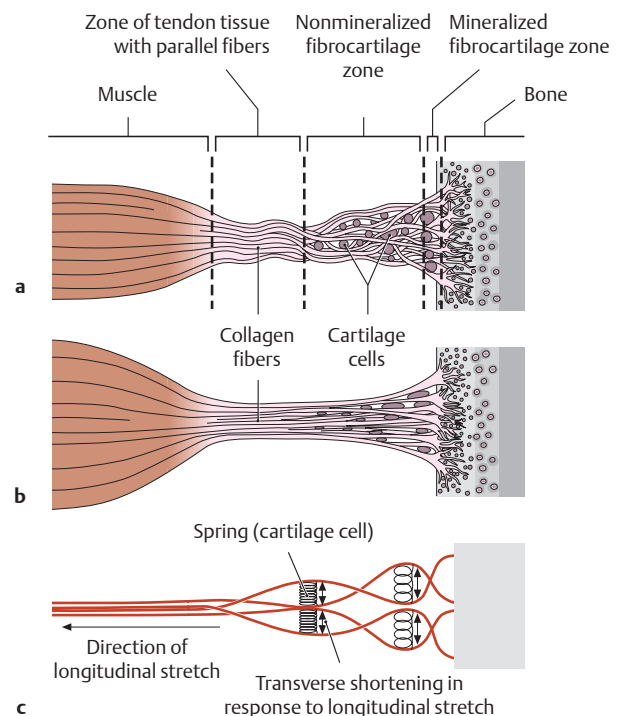 Zone of tendon tissue
with parallel fibers
Nonmineralized
fibrocartilage
zone
Mineralized
fibrocartilage zone
Muscle
Bone
a
Collagen
fibers
Cartilage
cells
b
Spring (cartilage cell)
Direction of
longitudinal stretch
Transverse shortening in
response to longitudinal stretch
c